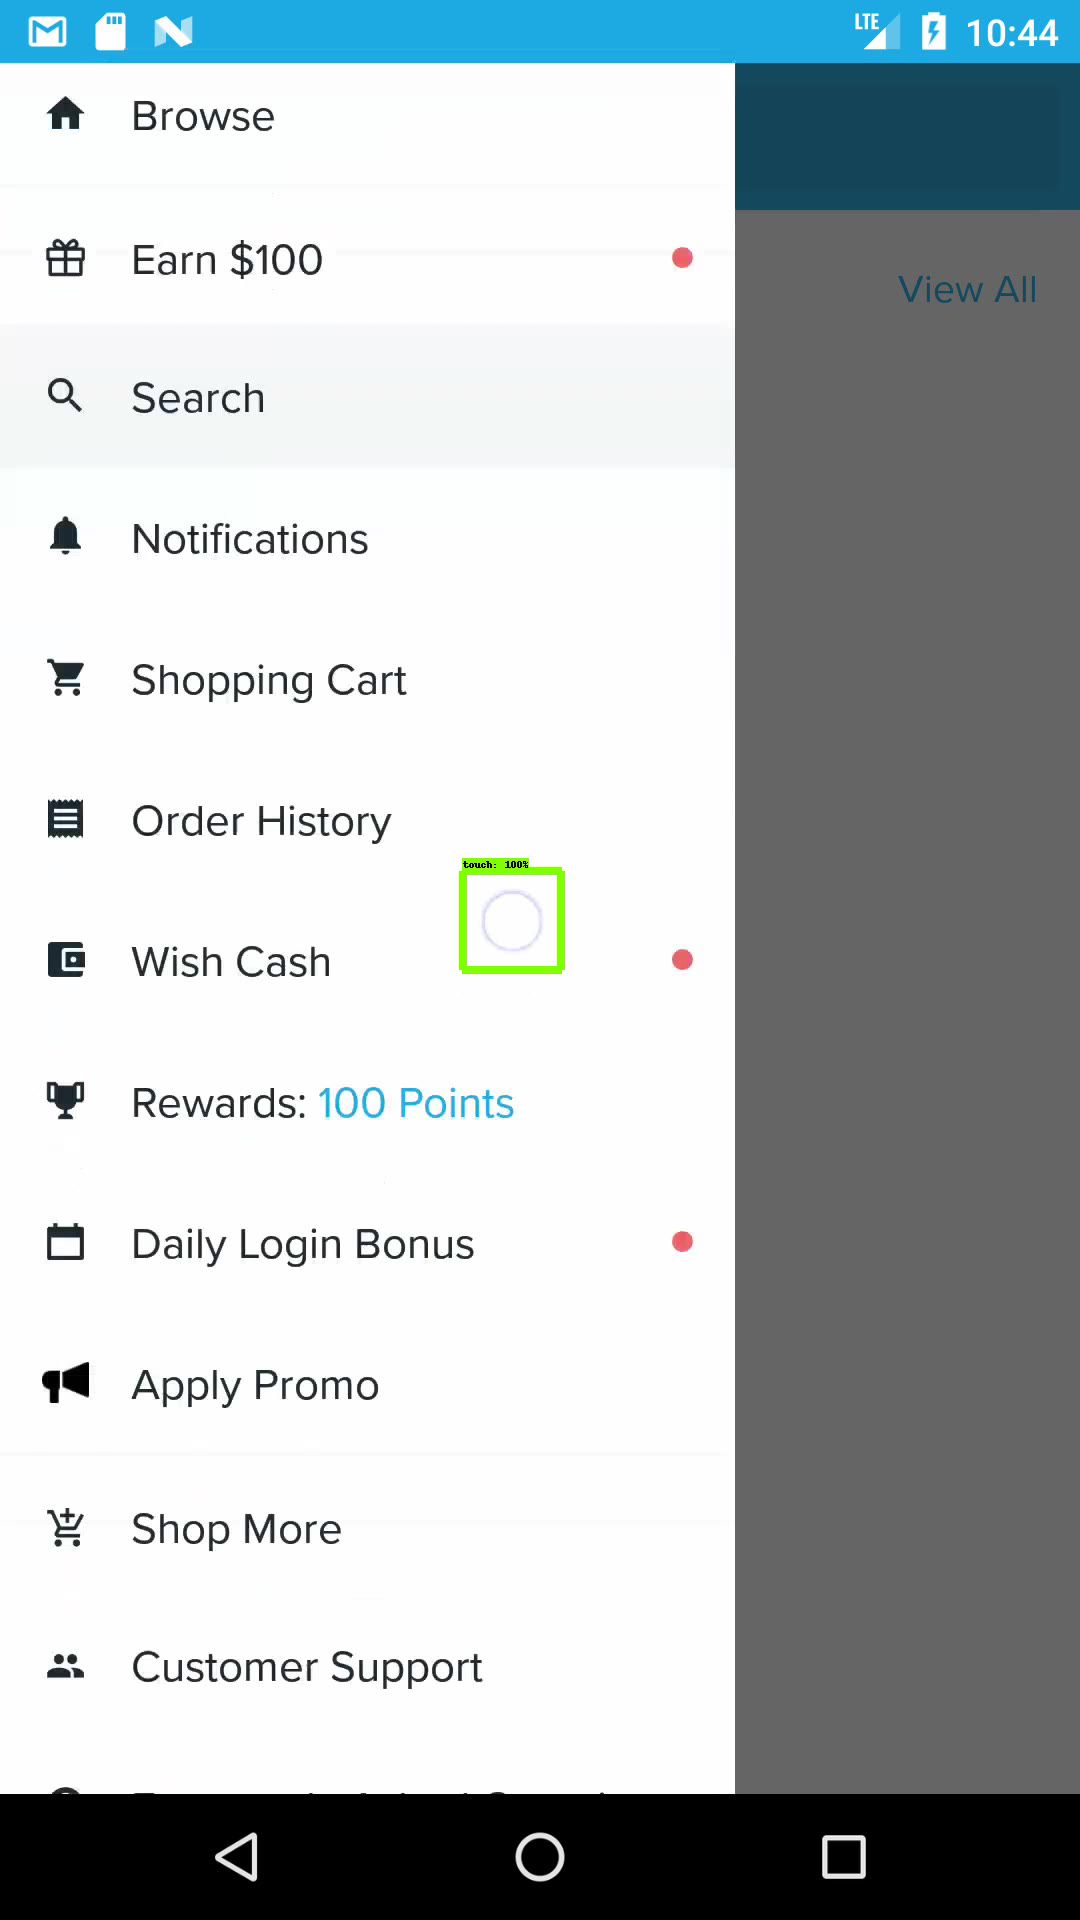 LTE 10:44
Browse
Earn $100
View All
Search
Notifications
Shopping Cart
Order History
touch: 100%
Wish Cash
Rewards: 100 Points
Daily Login Bonus
Apply Promo
Shop More
Customer Support